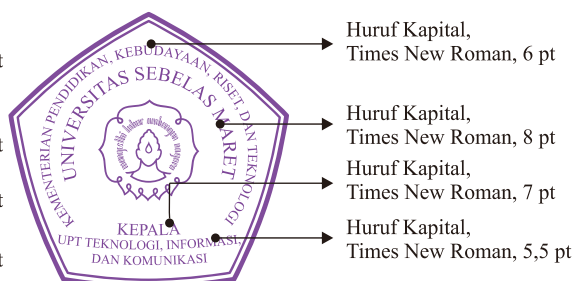 KEMENTERIAN PENDIDIKAN, KEBUDAYAAN, RISET, DAN TEKNOLOGI
UNIVERSITAS SEBELAS MARET
KEPALA
UPT TEKNOLOGI, INFORMASI,
DAN KOMUNIKASI
Huruf Kapital,
Times New Roman, 6 pt
Huruf Kapital,
Times New Roman, 8 pt
Huruf Kapital,
Times New Roman, 7 pt
Huruf Kapital,
Times New Roman, 5,5 pt